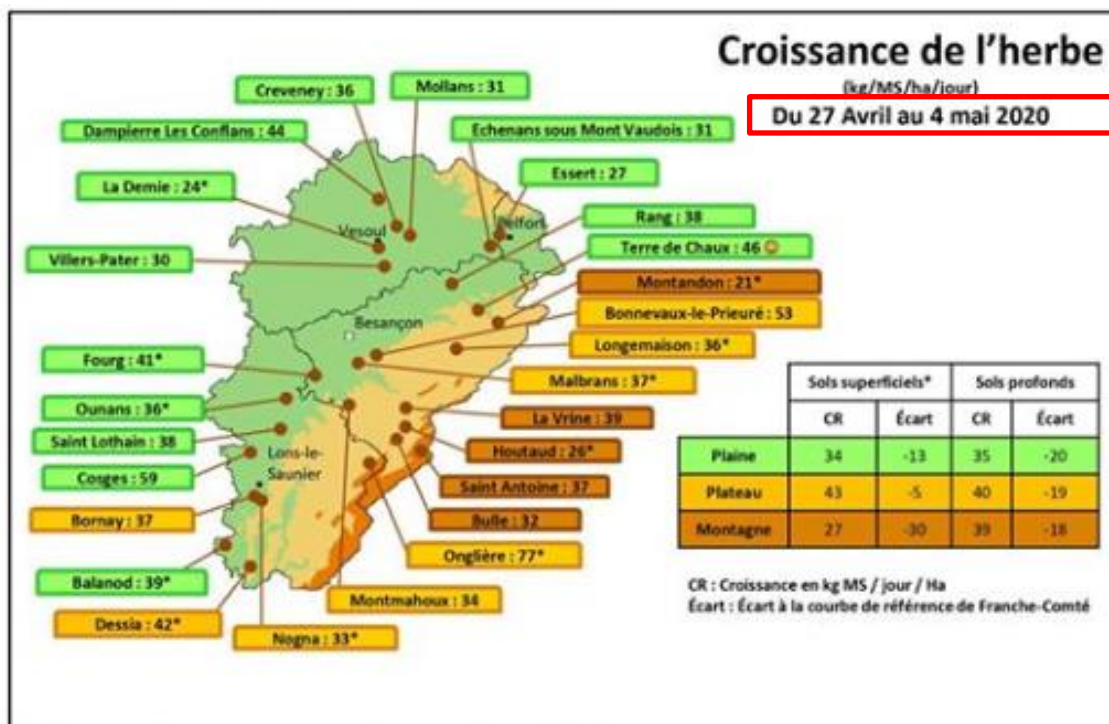 Croissance de l'herbe
(kg/MS/ha/jour)
Du 27 Avril au 4 mai 2020
Creveney : 36
Mollans : 31
Dampierre Les Conflans : 44
Echenans sous Mont Vaudois : 31
La Demie : 24*
Essert : 27
Vesoul
Belfort
Rang : 38
Villers-Pater : 30
Terre de Chaux : 46
Montandon : 21*
Besançon
Bonnevaux-le-Prieuré : 53
Longemaison : 36*
Fourg : 41*
Malbrans : 37*
Ounans : 36*
La Vrine : 39
Saint Lothain : 38
Houtaud : 26*
Lons-le-
Saunier
Cosges : 59
Saint Antoine : 37
Bornay : 37
Bulle : 32
Onglière : 77*
Balanod : 39*
Montmahoux : 34
Dessia : 42*
Nogna : 33*
Sols superficiels* Sols profonds
CR Écart CR Écart
Plaine 34 -13 35 -20
Plateau 43 -5 40 -19
Montagne 27 -30 39 -18
CR : Croissance en kg MS / jour / Ha
Écart : Écart à la courbe de référence de Franche-Comté